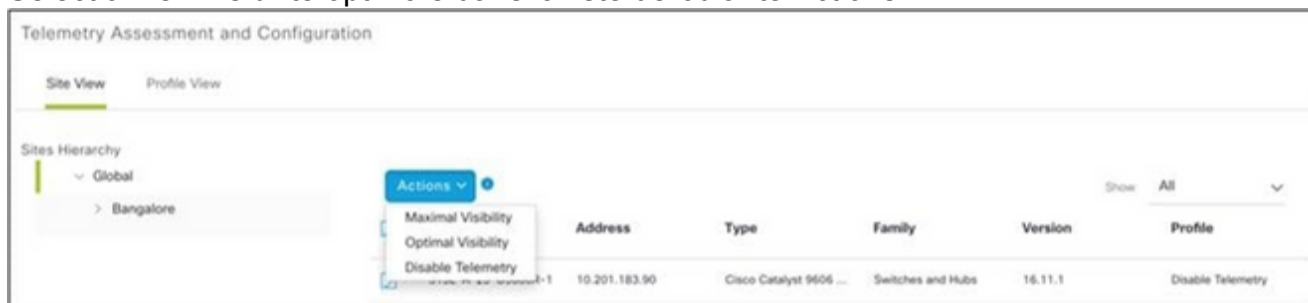 Telemetry Assessment and Configuration
Site View Profile View
Sites Hierarchy
Global
Bangalore
Actions
Show All
Maximal Visibility
Optimal Visibility
Disable Telemetry
Address Type Family Version Profile
10.201.183.90 Cisco Catalyst 9606 ... Switches and Hubs 16.11.1 Disable Telemetry